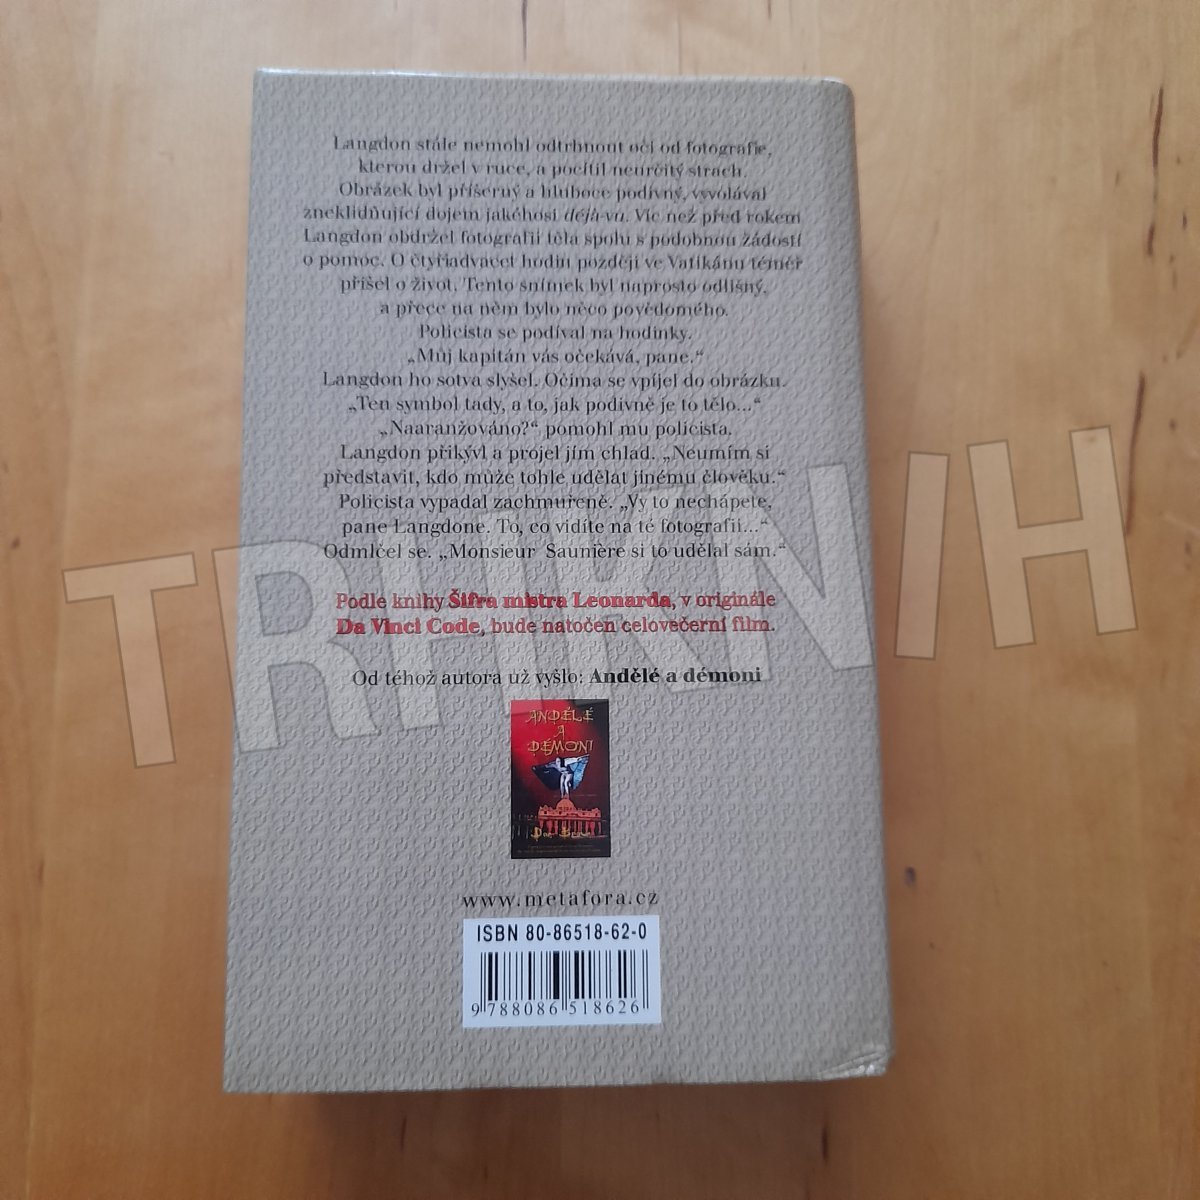 Langdon stále nemohl odtrhnout oči od fotografie,
kterou držel v ruce, a pocítil neurčitý strach.
Obrázek byl příšerný a hluboce podivný, vyvolával
zneklidňující dojem jakéhosi déjà-vu. Víc než před rokem
Langdon obdržel fotografii těla spolu s podobnou žádostí
o pomoc. O čtyřiadvacet hodin později ve Vatikánu téměř
přišel o život. Tento snímek byl naprosto odlišný,
a přece na něm bylo něco povědomého.
Policista se podíval na hodinky.
„Můj kapitán vás očekává, pane.“
Langdon ho sotva slyšel. Očima se vpíjel do obrázku.
„Ten symbol tady, a to, jak podivně je to tělo...“
„Naaranžováno?“ pomohl mu policista.
Langdon přikývl a projel jím chlad. „Neumím si
představit, kdo může tohle udělat jinému člověku.“
Policista vypadal zachmuřeně. „Vy to nechápete,
pane Langdone. To, co vidíte na té fotografii...“
Odmlčel se. „Monsieur Saunière si to udělal sám.“
Podle knihy Šifra mistra Leonarda, v originále
Da Vinci Code, bude natočen celovečerní film.
Od téhož autora už vyšlo: Andělé a démoni
ANDĚLÉ
A
DÉMONI
Dan Brown
www.metafora.cz
ISBN 80-86518-62-0
9 788086 518626
TRHKNIH